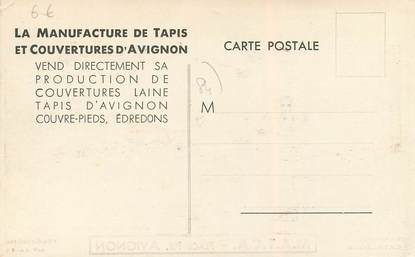 6 €
LA MANUFACTURE DE TAPIS
ET COUVERTURES D'AVIGNON
VEND DIRECTEMENT SA
PRODUCTION DE
COUVERTURES LAINE
TAPIS D'AVIGNON
COUVRE-PIEDS, ÉDREDONS
CARTE POSTALE
84
M
AVIGNON